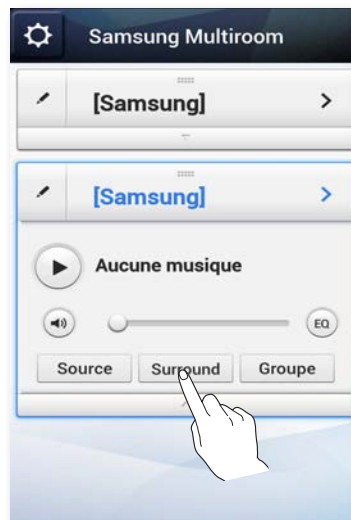 Samsung Multiroom
[Samsung]
[Samsung]
Aucune musique
EQ
Source Surround Groupe